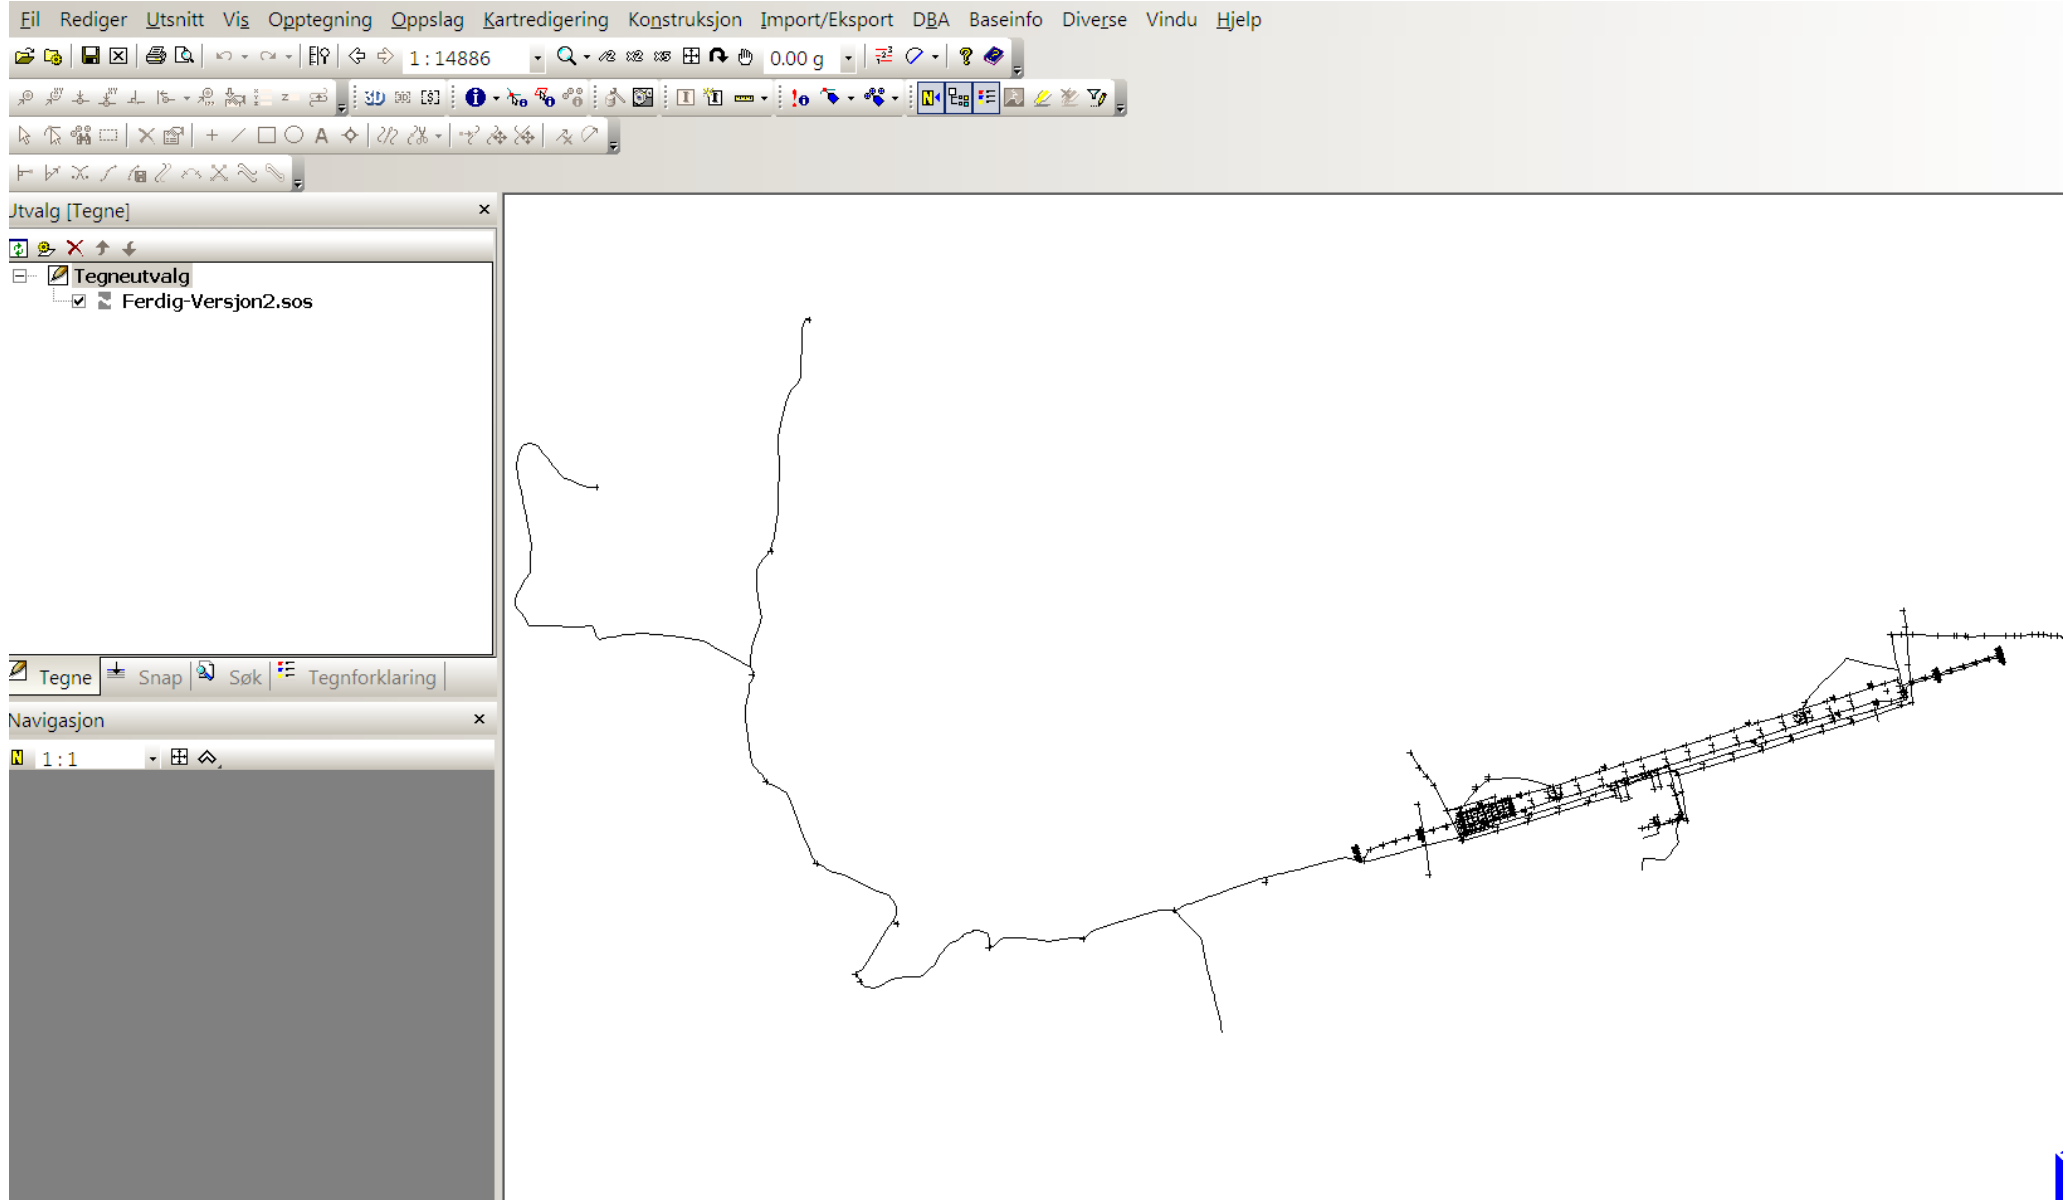 Fil Rediger Utsnitt Vis Opptegning Oppslag Kartredigering Konstruksjon Import/Eksport DBA Baseinfo Diverse Vindu Hjelp
1:14886 0.00 g
3D
Utvalg [Tegne]
Tegneutvalg
Ferdig-Versjon2.sos
Tegne Snap Søk Tegnforklaring
Navigasjon
N 1:1